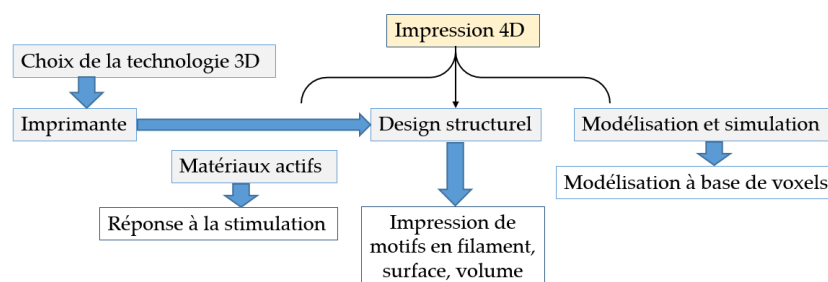 Impression 4D
Choix de la technologie 3D
Imprimante
Design structurel
Modélisation et simulation
Matériaux actifs
Modélisation à base de voxels
Réponse à la stimulation
Impression de
motifs en filament,
surface, volume